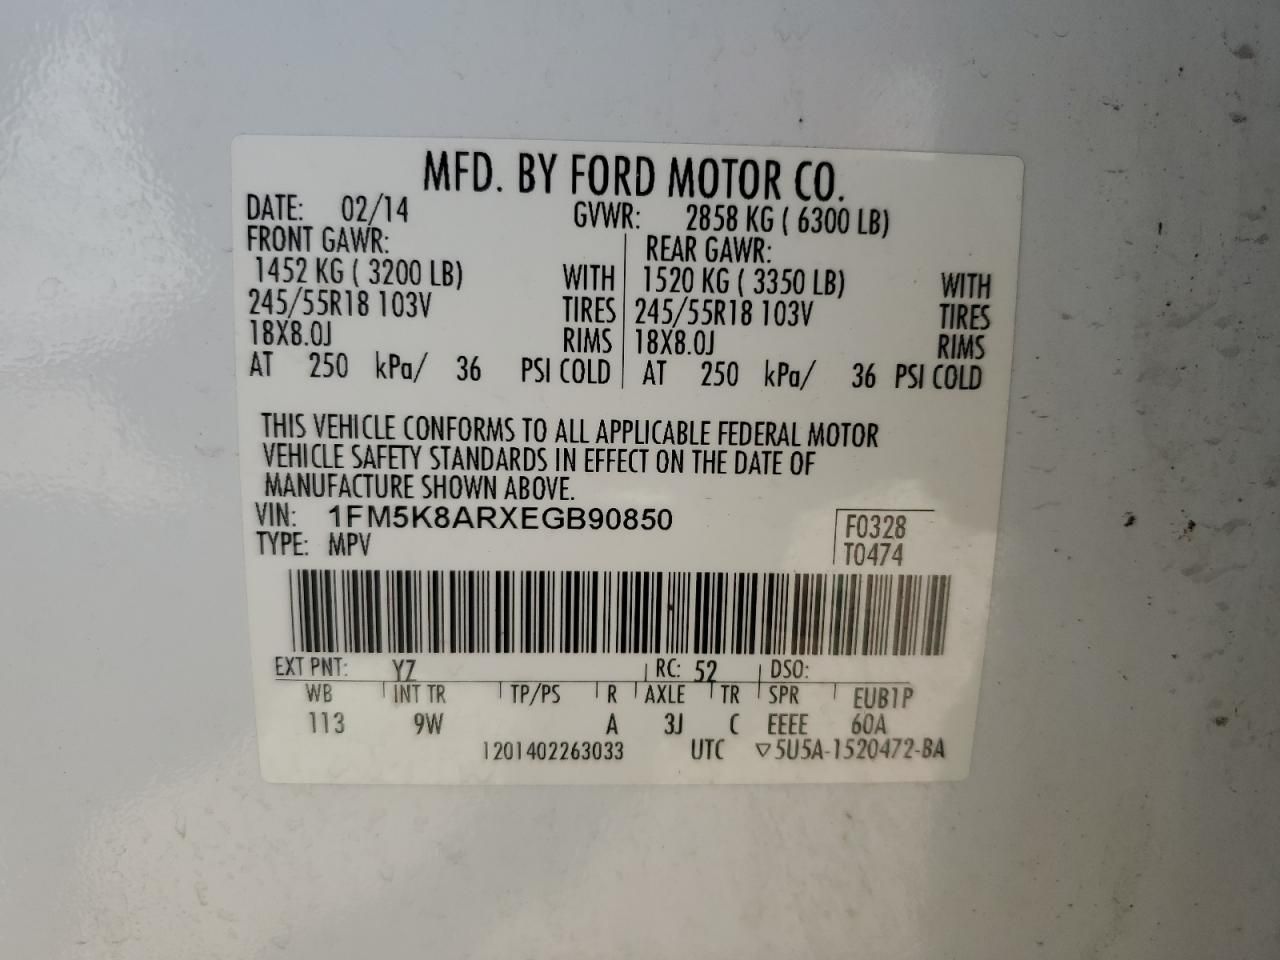 MFD. BY FORD MOTOR CO.
DATE: 02/14 GVWR: 2858 KG ( 6300 LB)
FRONT GAWR: REAR GAWR:
1452 KG ( 3200 LB) WITH 1520 KG ( 3350 LB) WITH
245/55R18 103V TIRES 245/55R18 103V TIRES
18X8.0J RIMS 18X8.0J RIMS
AT 250 kPa/ 36 PSI COLD AT 250 kPa/ 36 PSI COLD
THIS VEHICLE CONFORMS TO ALL APPLICABLE FEDERAL MOTOR
VEHICLE SAFETY STANDARDS IN EFFECT ON THE DATE OF
MANUFACTURE SHOWN ABOVE.
VIN: 1FM5K8ARXEGB90850 F0328
TYPE: MPV T0474
EXT PNT: YZ RC: 52 DSO:
WB INT TR TP/PS R AXLE TR SPR EUB1P
113 9W A 3J C EEEE 60A
1201402263033 UTC ▽5U5A-1520472-BA